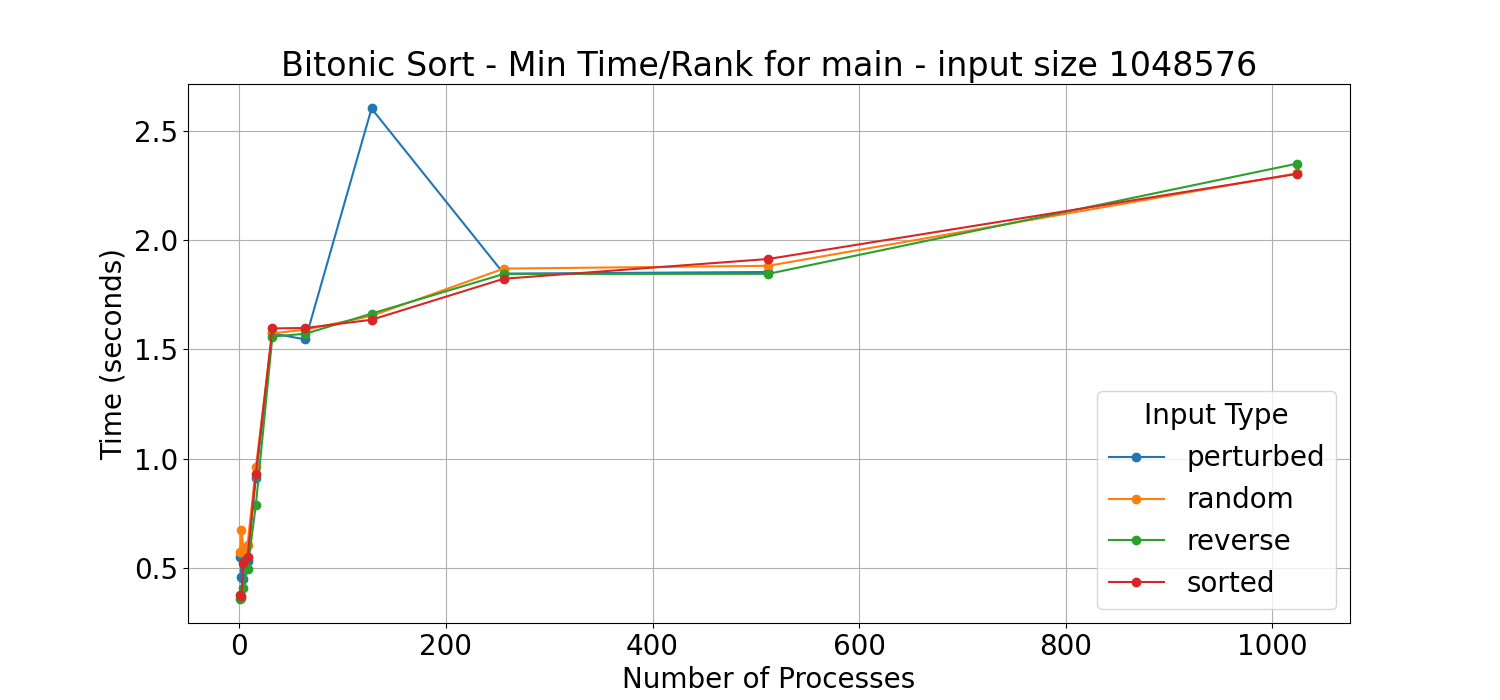 Bitonic Sort - Min Time/Rank for main - input size 1048576
Time (seconds)
2.5
2.0
1.5
1.0
0.5
0 200 400 600 800 1000
Number of Processes
Input Type
perturbed
random
reverse
sorted